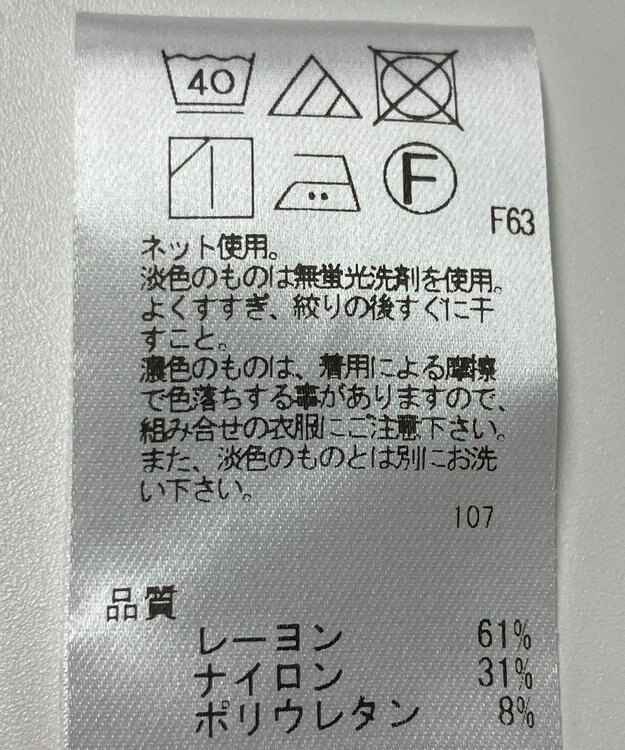 40
F
F63
ネット使用。
淡色のものは無蛍光洗剤を使用。
よくすすぎ、絞りの後すぐに干
すこと。
濃色のものは、着用による摩擦
で色落ちする事がありますので、
組み合せの衣服にご注意下さい。
また、淡色のものとは別にお洗
い下さい。
107
品質
レーヨン 61%
ナイロン 31%
ポリウレタン 8%